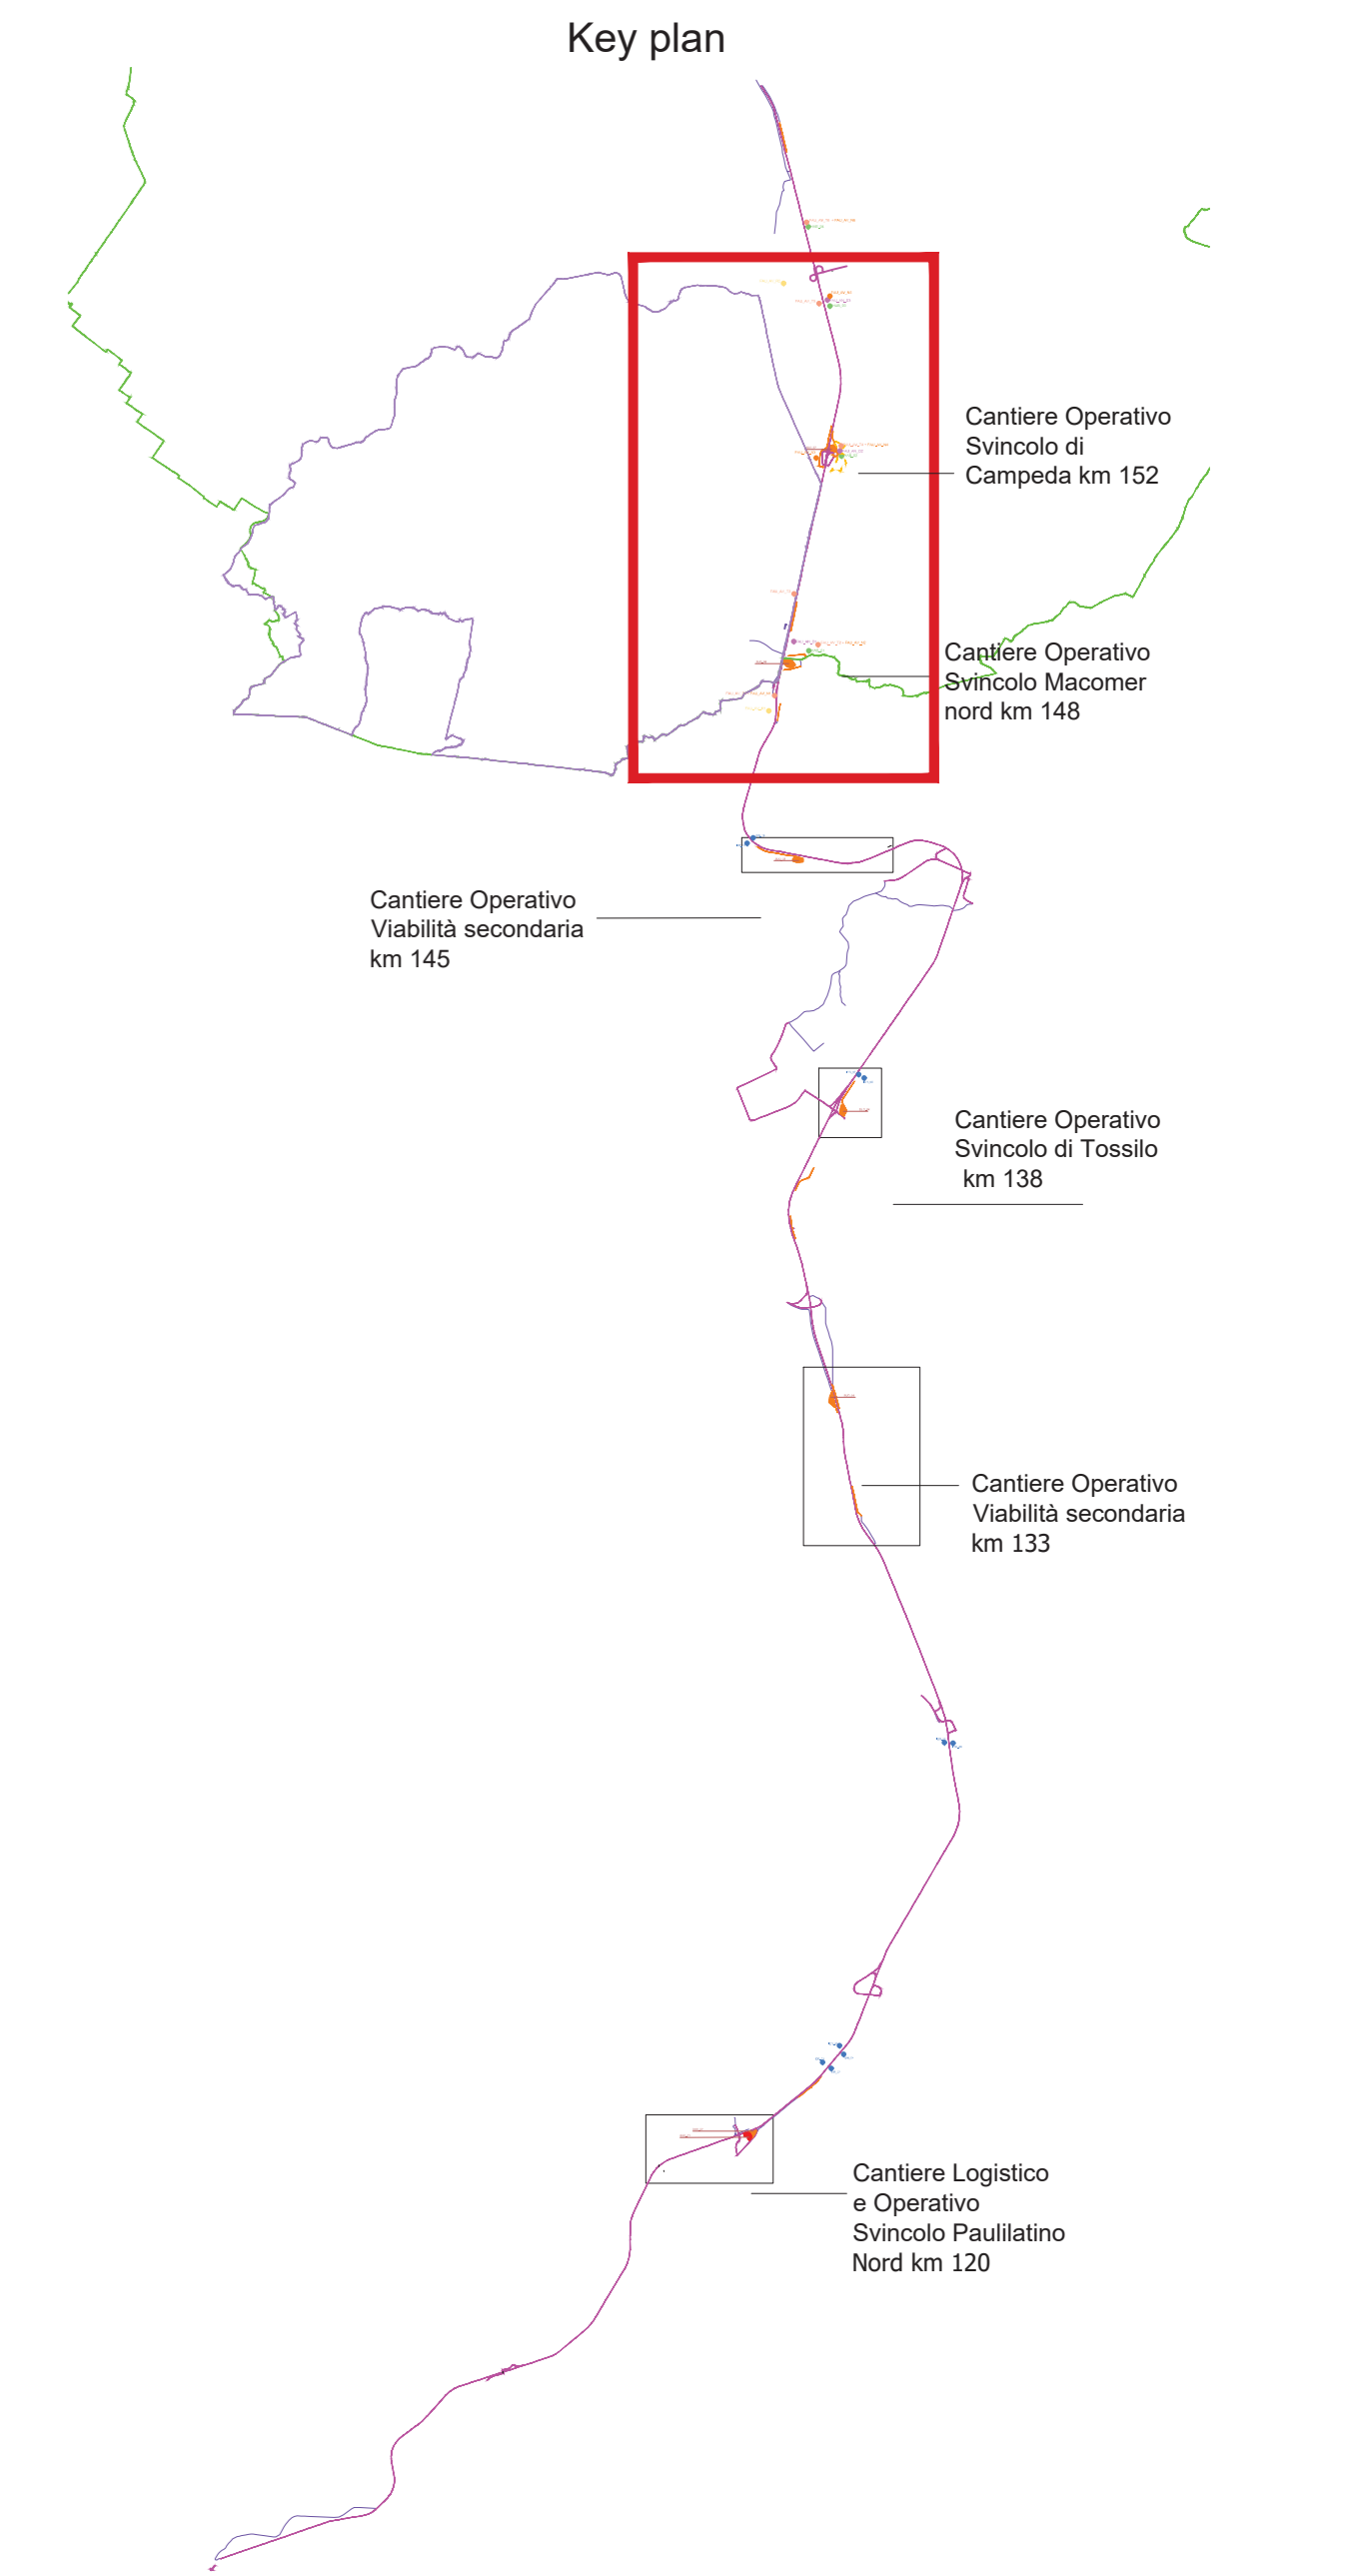 Key plan
Cantiere Operativo
Svincolo di
Campeda km 152
Cantiere Operativo
Svincolo Macomer
nord km 148
Cantiere Operativo
Viabilità secondaria
km 145
Cantiere Operativo
Svincolo di Tossilo
km 138
Cantiere Operativo
Viabilità secondaria
km 133
Cantiere Logistico
e Operativo
Svincolo Paulilatino
Nord km 120